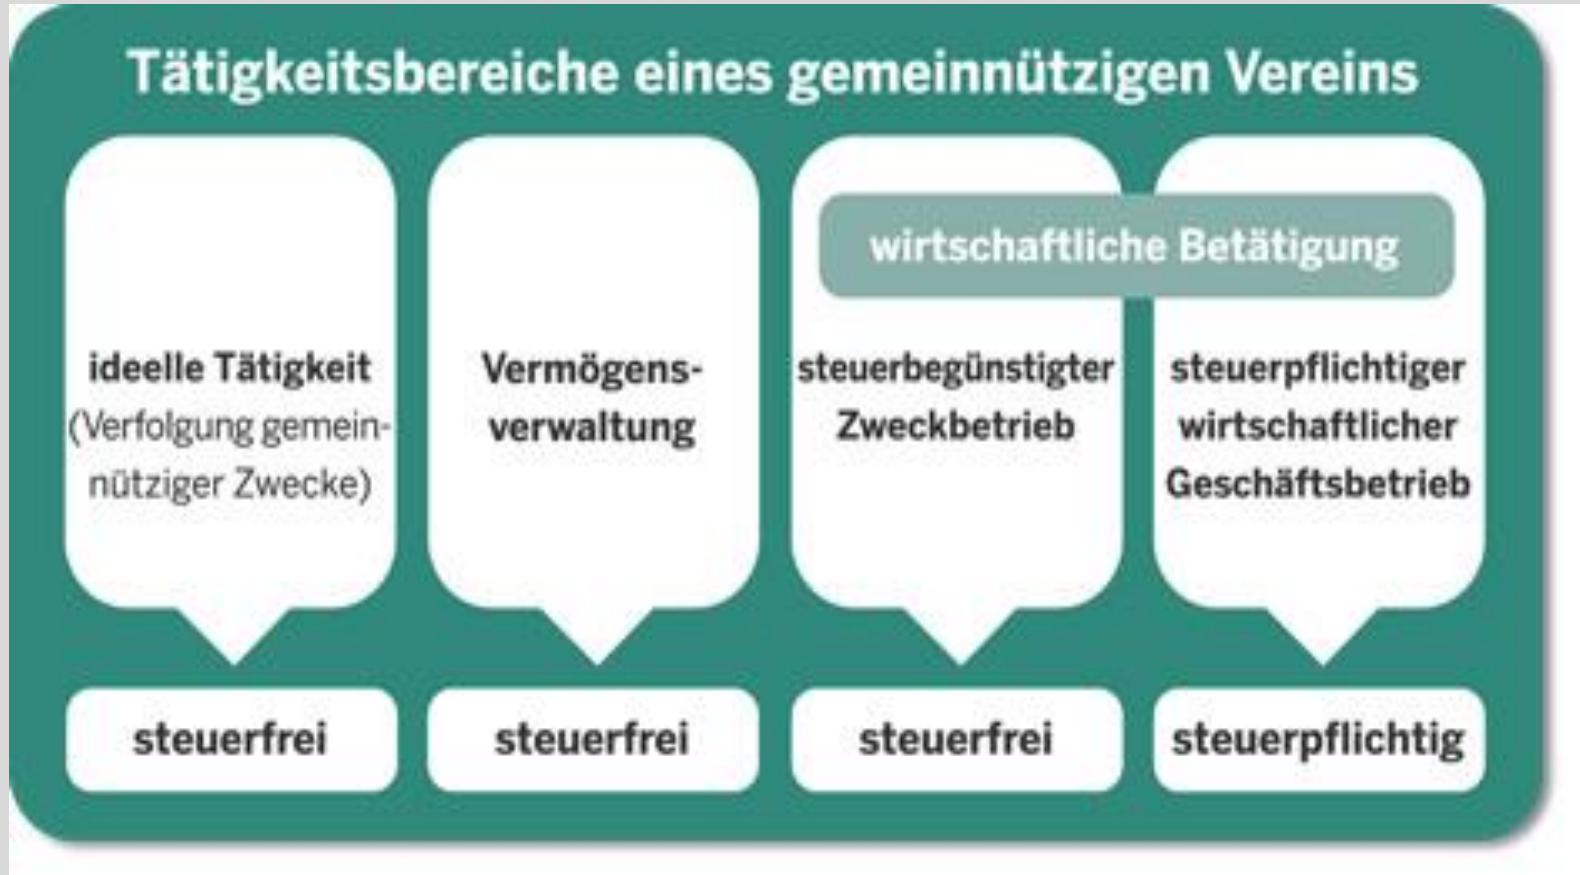 Tätigkeitsbereiche eines gemeinnützigen Vereins
wirtschaftliche Betätigung
ideelle Tätigkeit
(Verfolgung gemein-
nütziger Zwecke)
Vermögens-
verwaltung
steuerbegünstigter
Zweckbetrieb
steuerpflichtiger
wirtschaftlicher
Geschäftsbetrieb
steuerfrei
steuerfrei
steuerfrei
steuerpflichtig